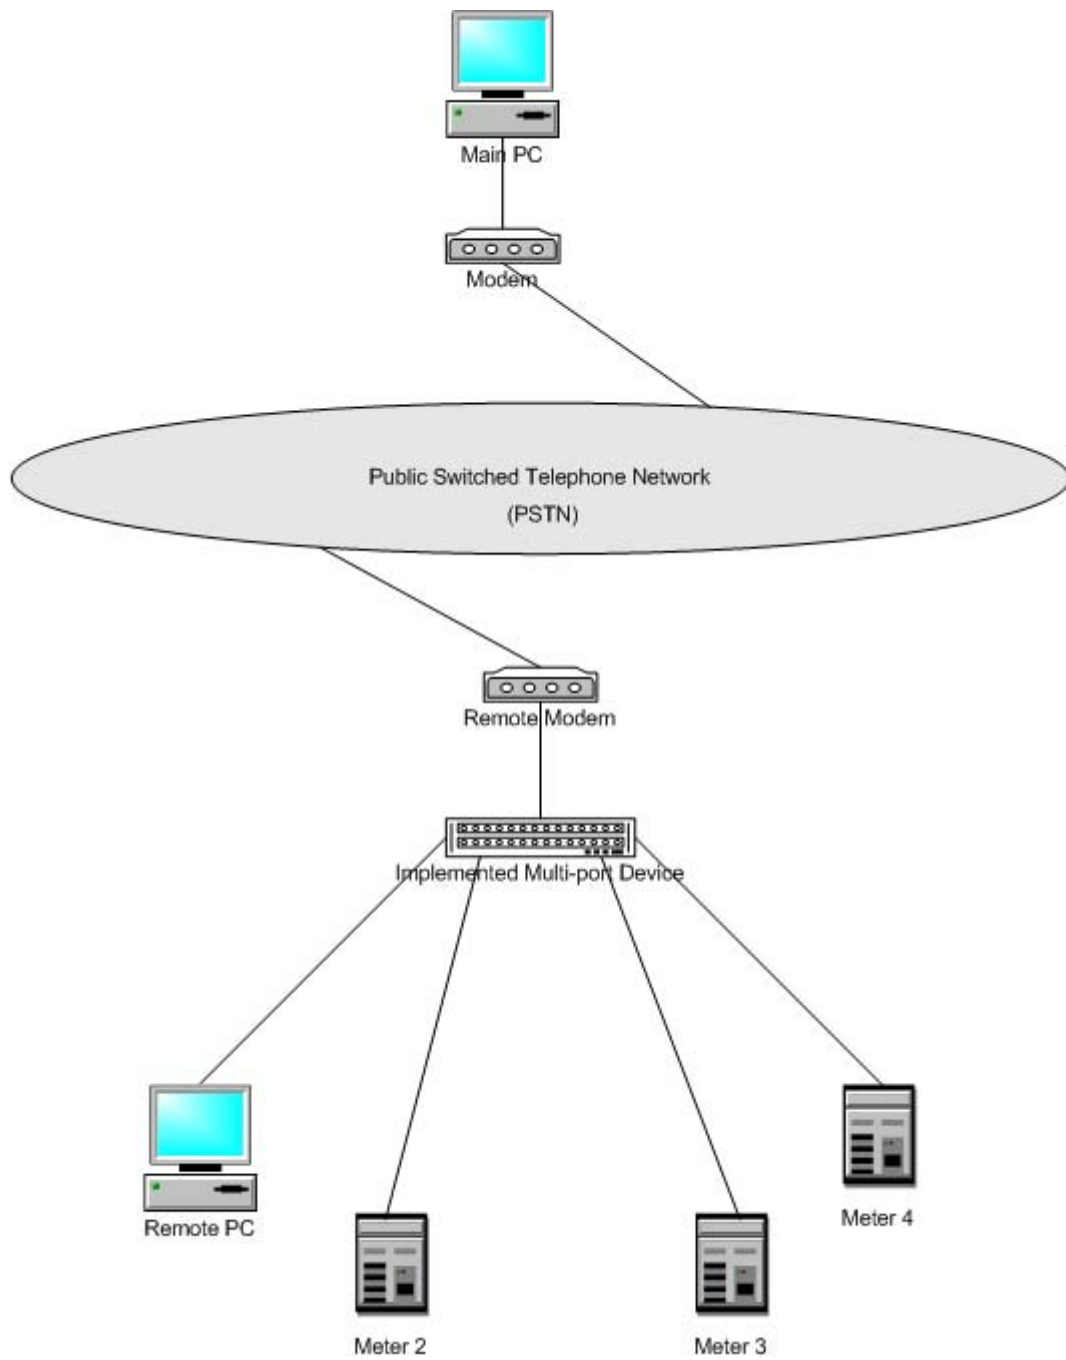 Main PC
Modem
Public Switched Telephone Network
(PSTN)
Remote Modem
Implemented Multi-port Device
Remote PC
Meter 2
Meter 3
Meter 4